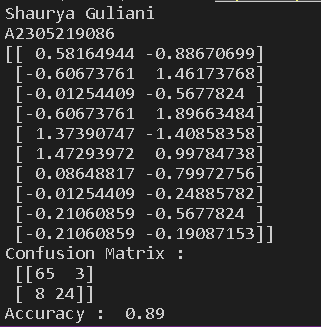 Shaurya Guliani
A2305219086
[[ 0.58164944 -0.88670699]
[-0.60673761 1.46173768]
[-0.01254409 -0.5677824 ]
[-0.60673761 1.89663484]
[ 1.37390747 -1.40858358]
[ 1.47293972 0.99784738]
[ 0.08648817 -0.79972756]
[-0.01254409 -0.24885782]
[-0.21060859 -0.5677824 ]
[-0.21060859 -0.19087153]]
Confusion Matrix :
[[65 3]
[ 8 24]]
Accuracy : 0.89